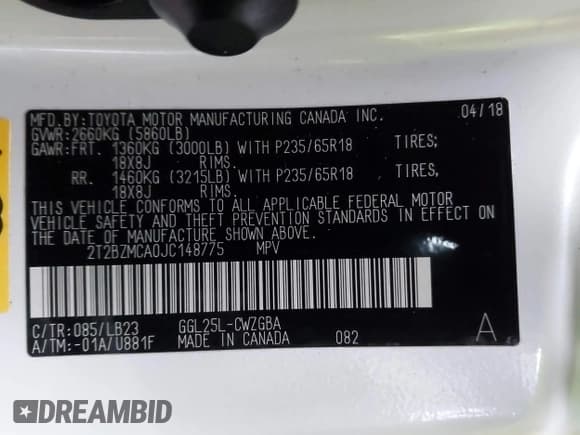 MFD.BY:TOYOTA MOTOR MANUFACTURING CANADA INC. 04/18
GVWR:2660KG (5860LB)
GAWR:FRT. 1360KG (3000LB) WITH P235/65R18 TIRES;
18X8J RIMS.
RR. 1460KG (3215LB) WITH P235/65R18 TIRES;
18X8J RIMS.
THIS VEHICLE CONFORMS TO ALL APPLICABLE FEDERAL MOTOR
VEHICLE SAFETY AND THEFT PREVENTION STANDARDS IN EFFECT ON
THE DATE OF MANUFACTURE SHOWN ABOVE.
2T2BZMCA0JC148775 MPV
C/TR:085/LB23 GGL25L-CWZGBA A
A/TM:-01A/U881F MADE IN CANADA 082
DREAMBID